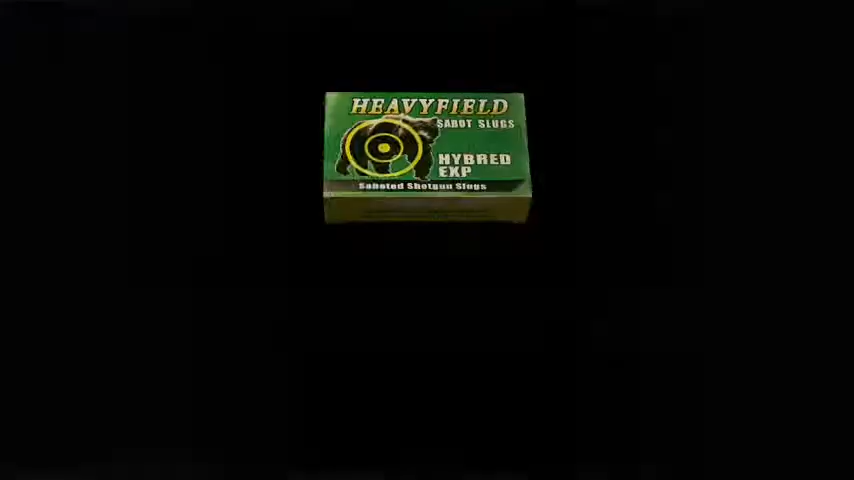 HEAVYFIELD
SABOT SLUGS
HYBRED
EXP
Saboted Shotgun Slugs